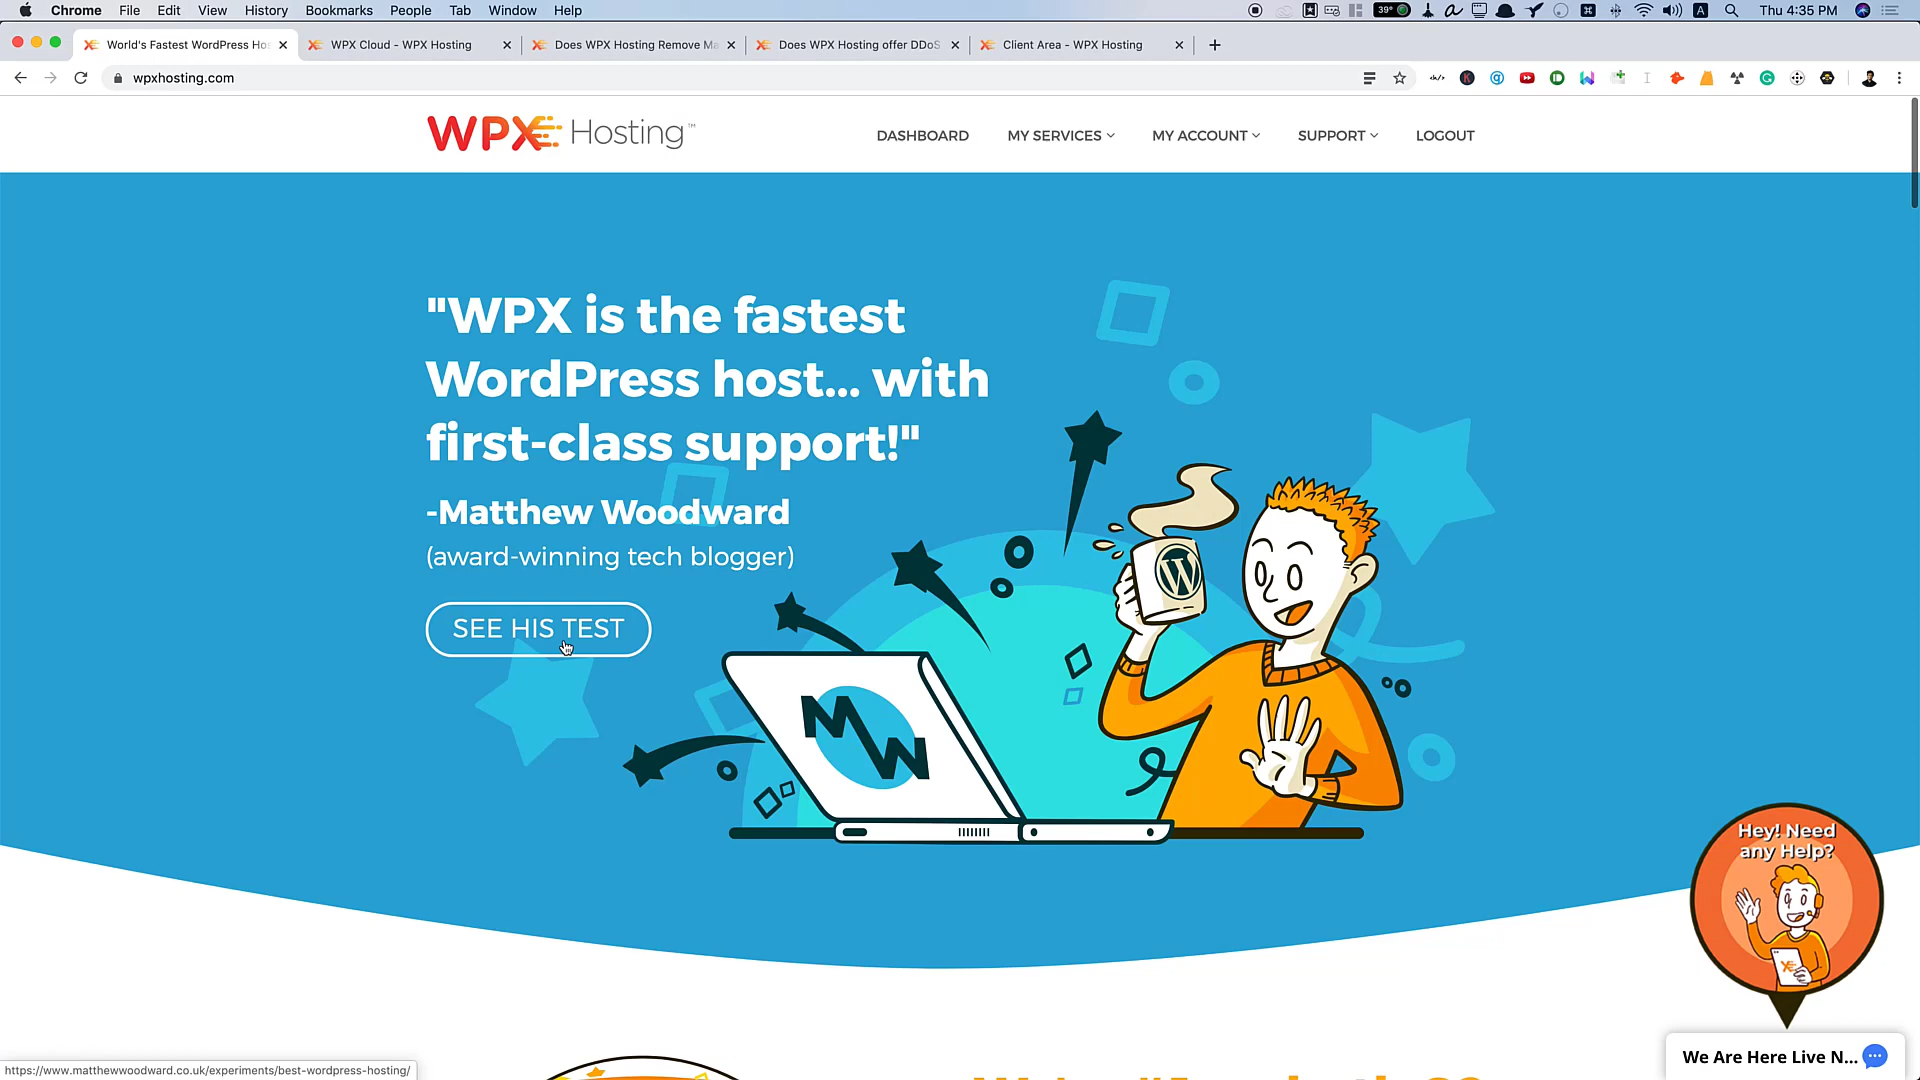 Chrome File Edit View History Bookmarks People Tab Window Help
39° Thu 4:35 PM
World's Fastest WordPress Hos
WPX Cloud - WPX Hosting
Does WPX Hosting Remove Ma
Does WPX Hosting offer DDoS
Client Area - WPX Hosting
wpxhosting.com
WPX Hosting™
DASHBOARD MY SERVICES MY ACCOUNT SUPPORT LOGOUT
"WPX is the fastest
WordPress host... with
first-class support!"
-Matthew Woodward
(award-winning tech blogger)
SEE HIS TEST
MW
Hey! Need
any Help?
We Are Here Live N...
https://www.matthewwoodward.co.uk/experiments/best-wordpress-hosting/